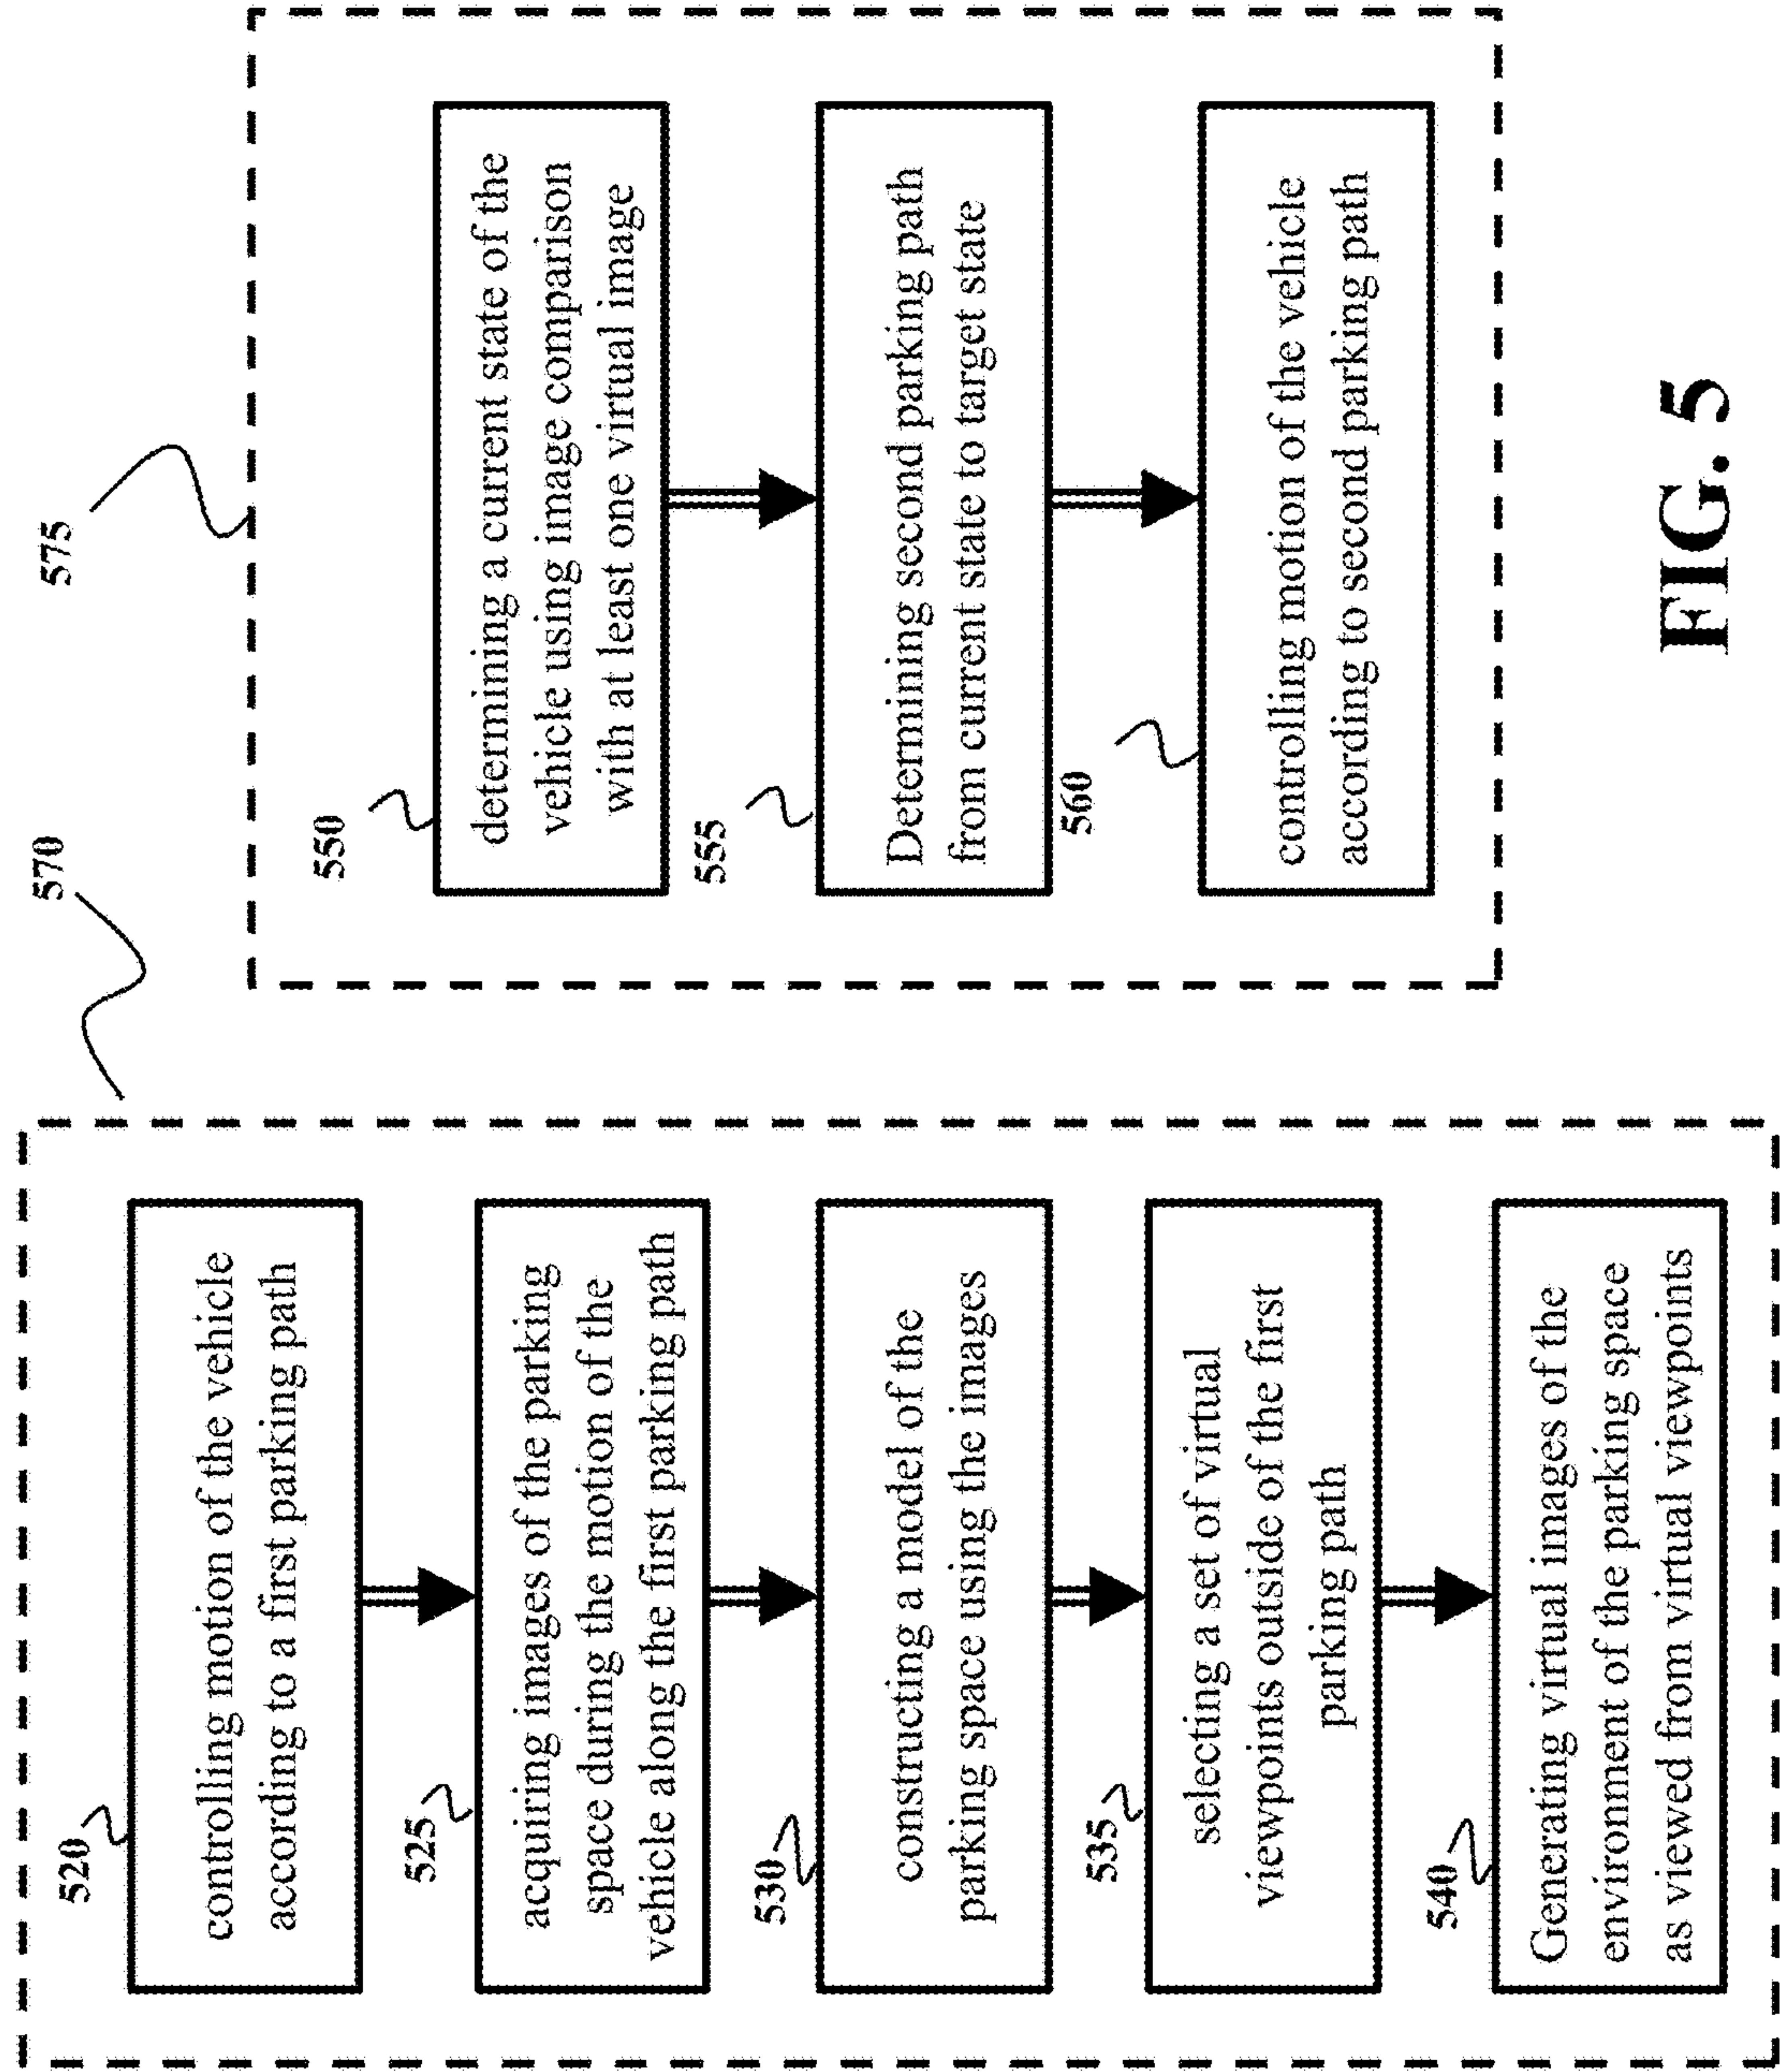 570
520
controlling motion of the vehicle
according to a first parking path
525
acquiring images of the parking
space during the motion of the
vehicle along the first parking path
530
constructing a model of the
parking space using the images
535
selecting a set of virtual
viewpoints outside of the first
parking path
540
Generating virtual images of the
environment of the parking space
as viewed from virtual viewpoints
575
550
determining a current state of the
vehicle using image comparison
with at least one virtual image
555
Determining second parking path
from current state to target state
560
controlling motion of the vehicle
according to second parking path
FIG. 5